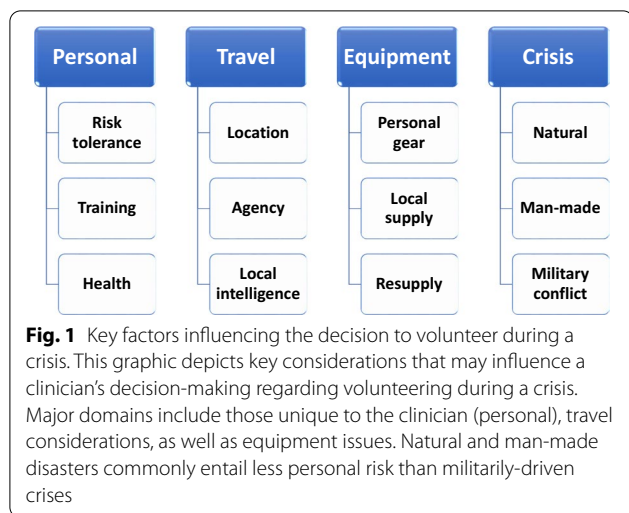 Personal Travel Equipment Crisis
Risk tolerance Location Personal gear Natural
Training Agency Local supply Man-made
Health Local intelligence Resupply Military conflict
Fig. 1 Key factors influencing the decision to volunteer during a
crisis. This graphic depicts key considerations that may influence a
clinician's decision-making regarding volunteering during a crisis.
Major domains include those unique to the clinician (personal), travel
considerations, as well as equipment issues. Natural and man-made
disasters commonly entail less personal risk than militarily-driven
crises